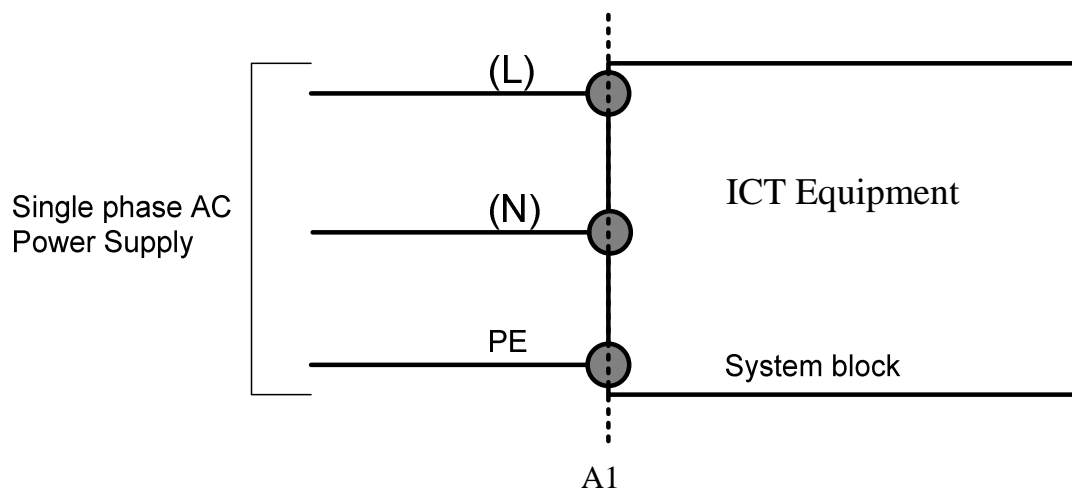 (L)
ICT Equipment
Single phase AC
Power Supply
(N)
PE
System block
A1